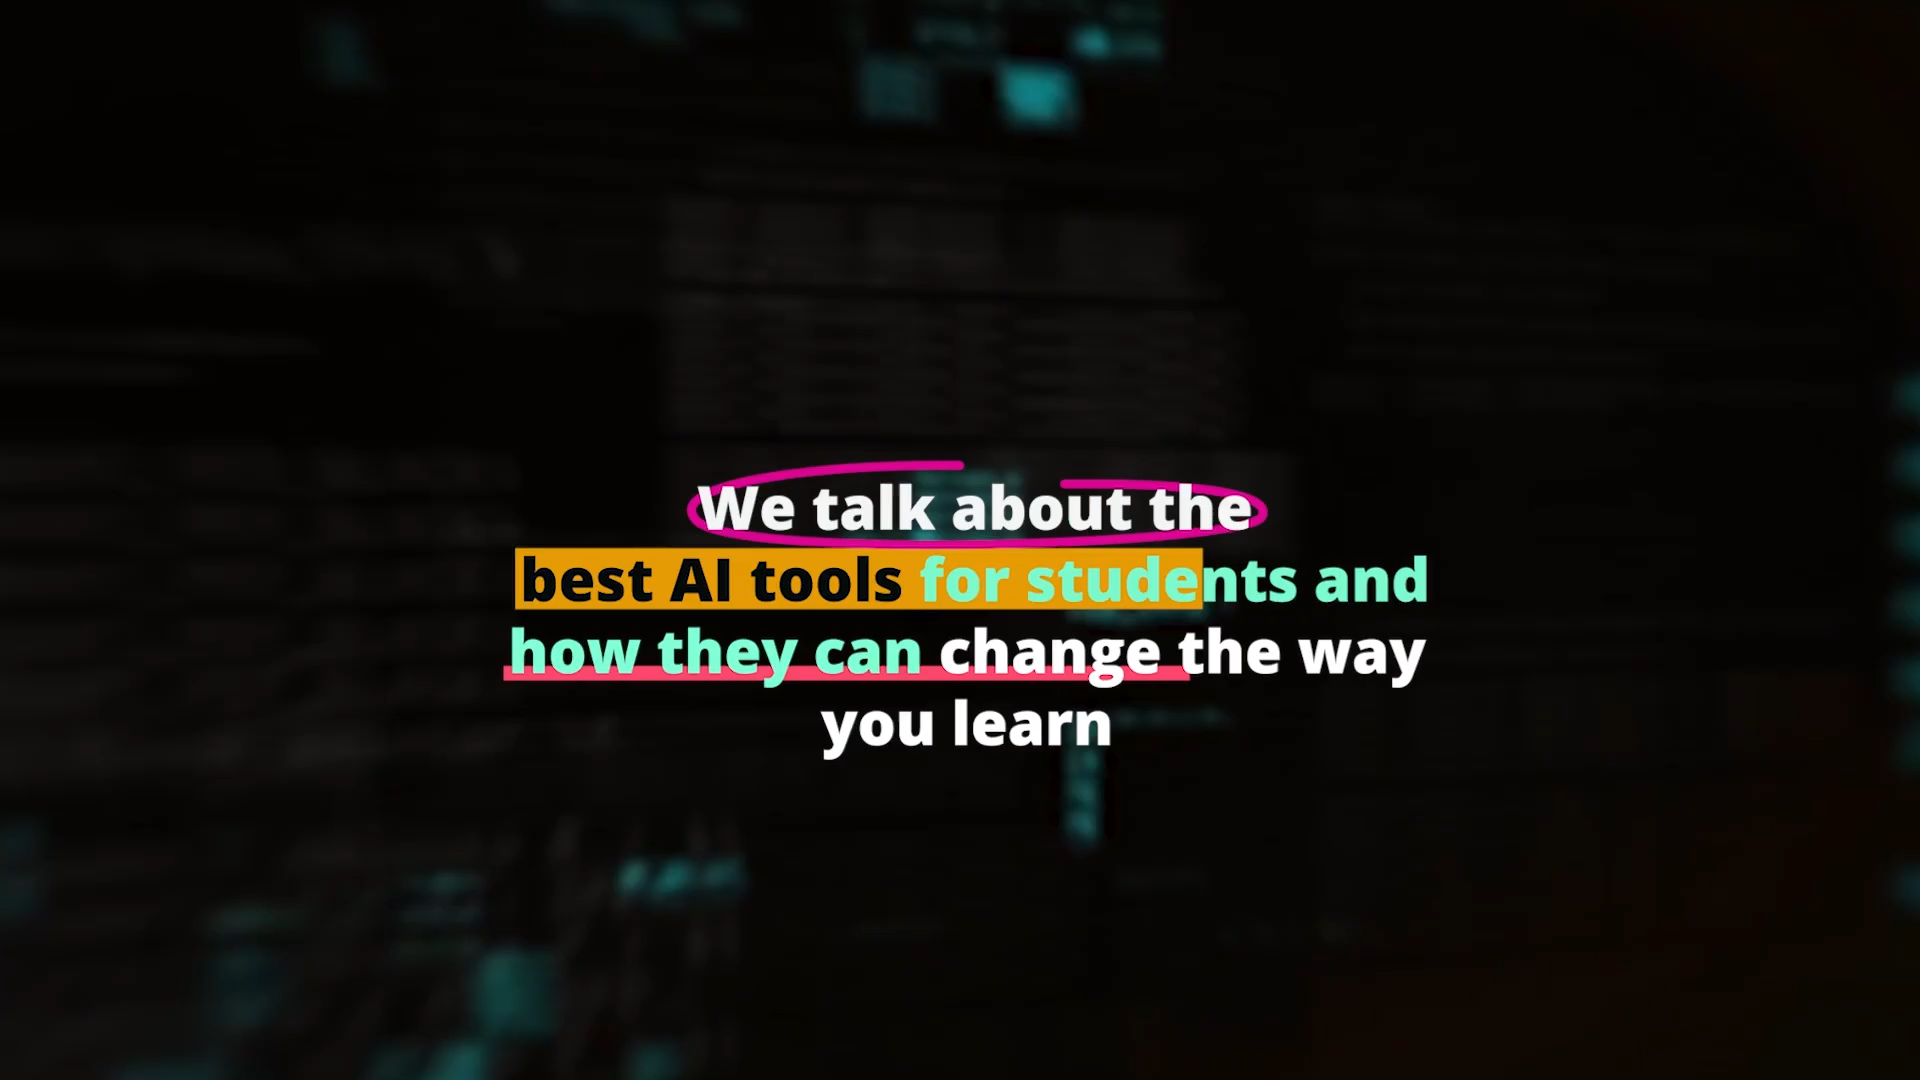 We talk about the
best AI tools for students and
how they can change the way
you learn